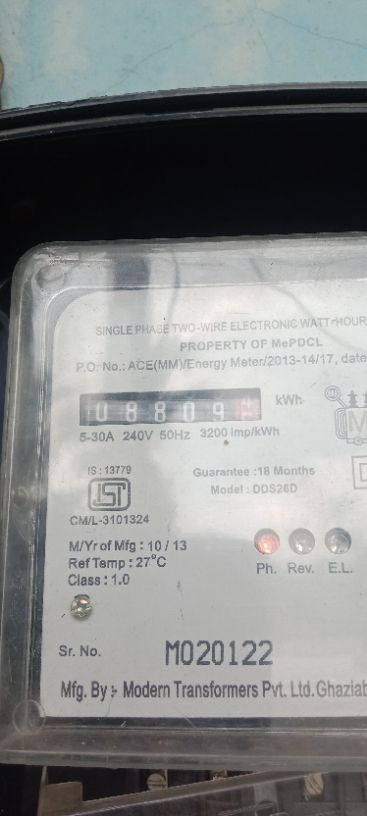 SINGLE PHASE TWO-WIRE ELECTRONIC WATT-HOUR
PROPERTY OF MePDCL
P.O. No.: ACE(MM)/Energy Meter/2013-14/17, date
08809 kWh
5-30A 240V 50Hz 3200 Imp/kWh
IS : 13779
Guarantee : 18 Months
Model : DDS26D
ISI
CM/L-3101324
M/Yr of Mfg : 10 / 13
Ref Temp : 27°C
Class : 1.0
Ph. Rev. E.L.
Sr. No. M020122
Mfg. By :- Modern Transformers Pvt. Ltd. Ghaziab